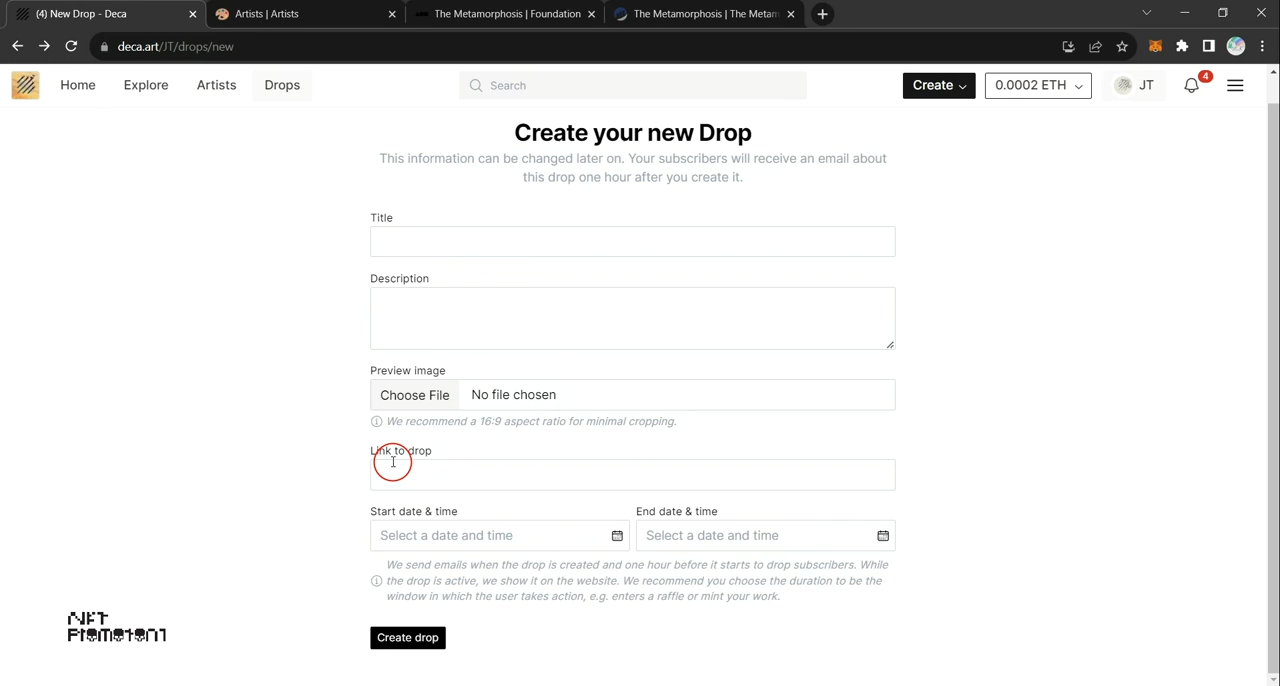 (4) New Drop - Deca
Artists | Artists
The Metamorphosis | Foundation
The Metamorphosis | The Metam
deca.art/JT/drops/new
Home Explore Artists Drops Search Create 0.0002 ETH JT 4
Create your new Drop
This information can be changed later on. Your subscribers will receive an email about
this drop one hour after you create it.
Title
Description
Preview image
Choose File No file chosen
We recommend a 16:9 aspect ratio for minimal cropping.
Link to drop
Start date & time End date & time
Select a date and time Select a date and time
We send emails when the drop is created and one hour before it starts to drop subscribers. While
the drop is active, we show it on the website. We recommend you choose the duration to be the
window in which the user takes action, e.g. enters a raffle or mint your work.
Create drop
NFT